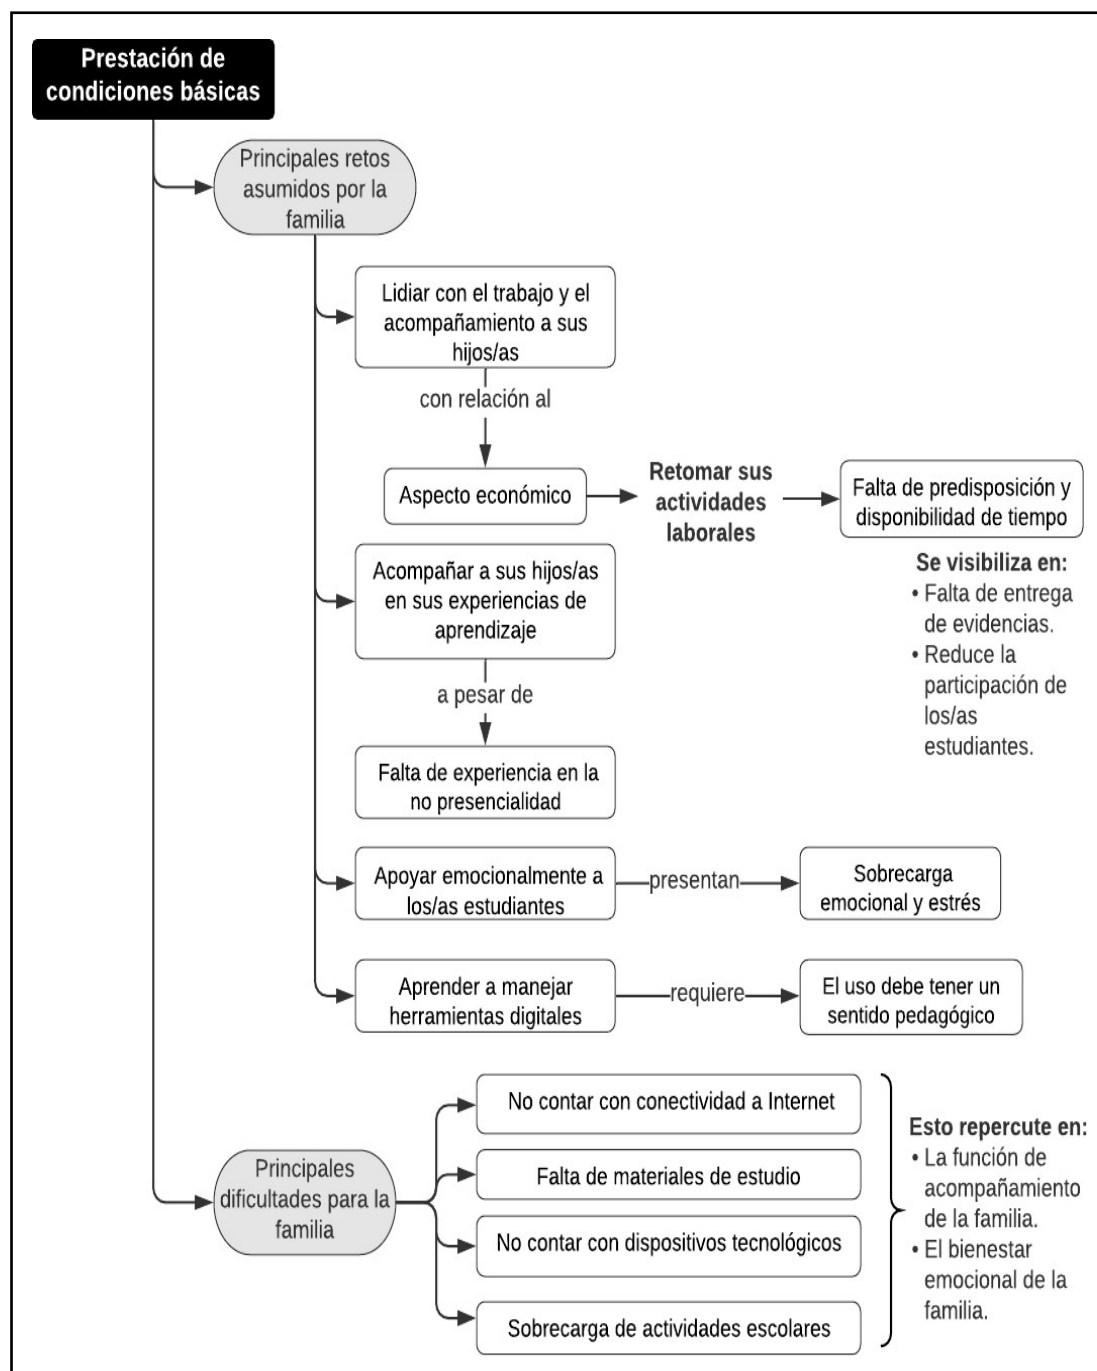 Prestación de
condiciones básicas
Principales retos
asumidos por la
familia
Lidiar con el trabajo y el
acompañamiento a sus
hijos/as
con relación al
Aspecto económico
Retomar sus
actividades
laborales
Falta de predisposición y
disponibilidad de tiempo
Se visibiliza en:
• Falta de entrega
de evidencias.
• Reduce la
participación de
los/as
estudiantes.
Acompañar a sus hijos/as
en sus experiencias de
aprendizaje
a pesar de
Falta de experiencia en la
no presencialidad
Apoyar emocionalmente a
los/as estudiantes
presentan
Sobrecarga
emocional y estrés
Aprender a manejar
herramientas digitales
requiere
El uso debe tener un
sentido pedagógico
Principales
dificultades para la
familia
No contar con conectividad a Internet
Falta de materiales de estudio
No contar con dispositivos tecnológicos
Sobrecarga de actividades escolares
Esto repercute en:
• La función de
acompañamiento
de la familia.
• El bienestar
emocional de la
familia.